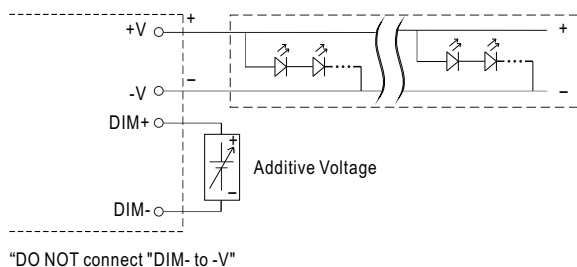 +V
+
-V
−
DIM+
DIM-
+
−
Additive Voltage
+
−
“DO NOT connect "DIM- to -V"